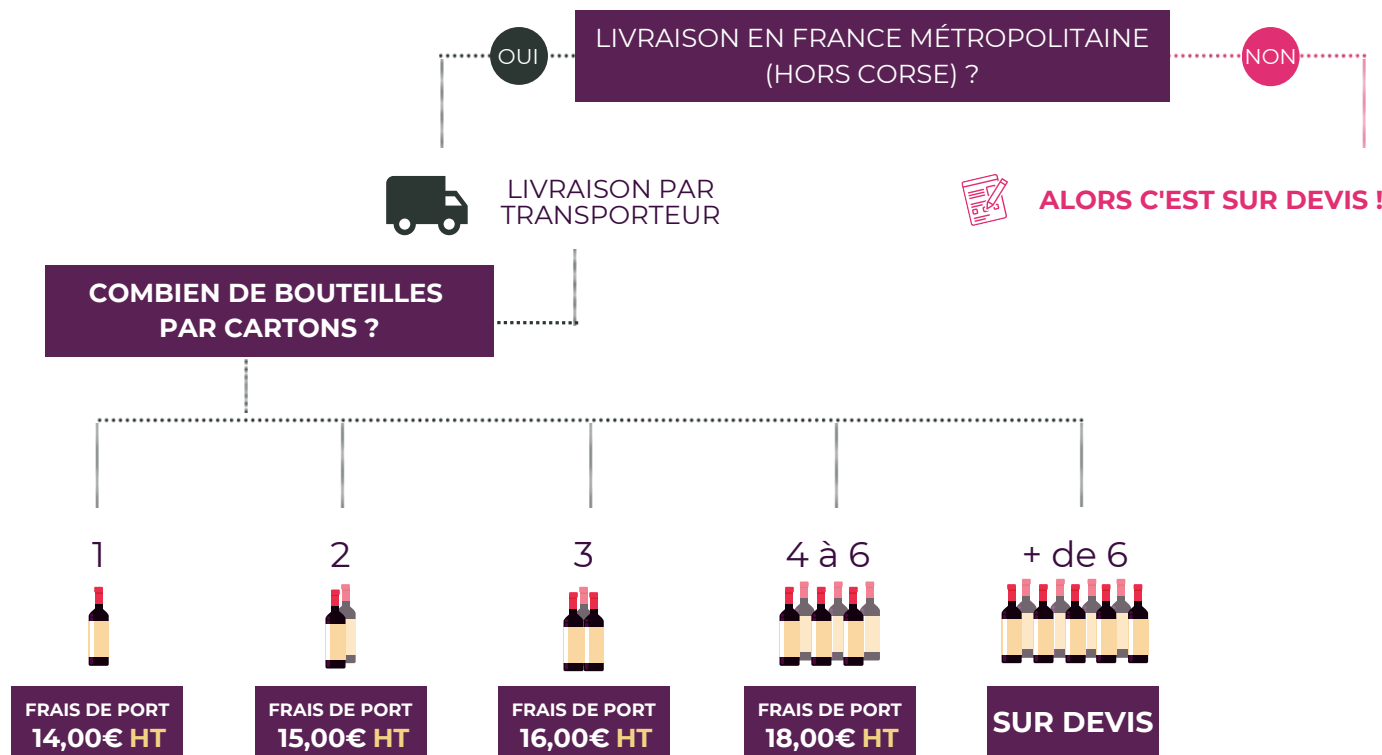 LIVRAISON EN FRANCE MÉTROPOLITAINE
(HORS CORSE) ?
OUI
NON
LIVRAISON PAR
TRANSPORTEUR
ALORS C'EST SUR DEVIS !
COMBIEN DE BOUTEILLES
PAR CARTONS ?
1
2
3
4 à 6
+ de 6
FRAIS DE PORT
14,00€ HT
FRAIS DE PORT
15,00€ HT
FRAIS DE PORT
16,00€ HT
FRAIS DE PORT
18,00€ HT
SUR DEVIS